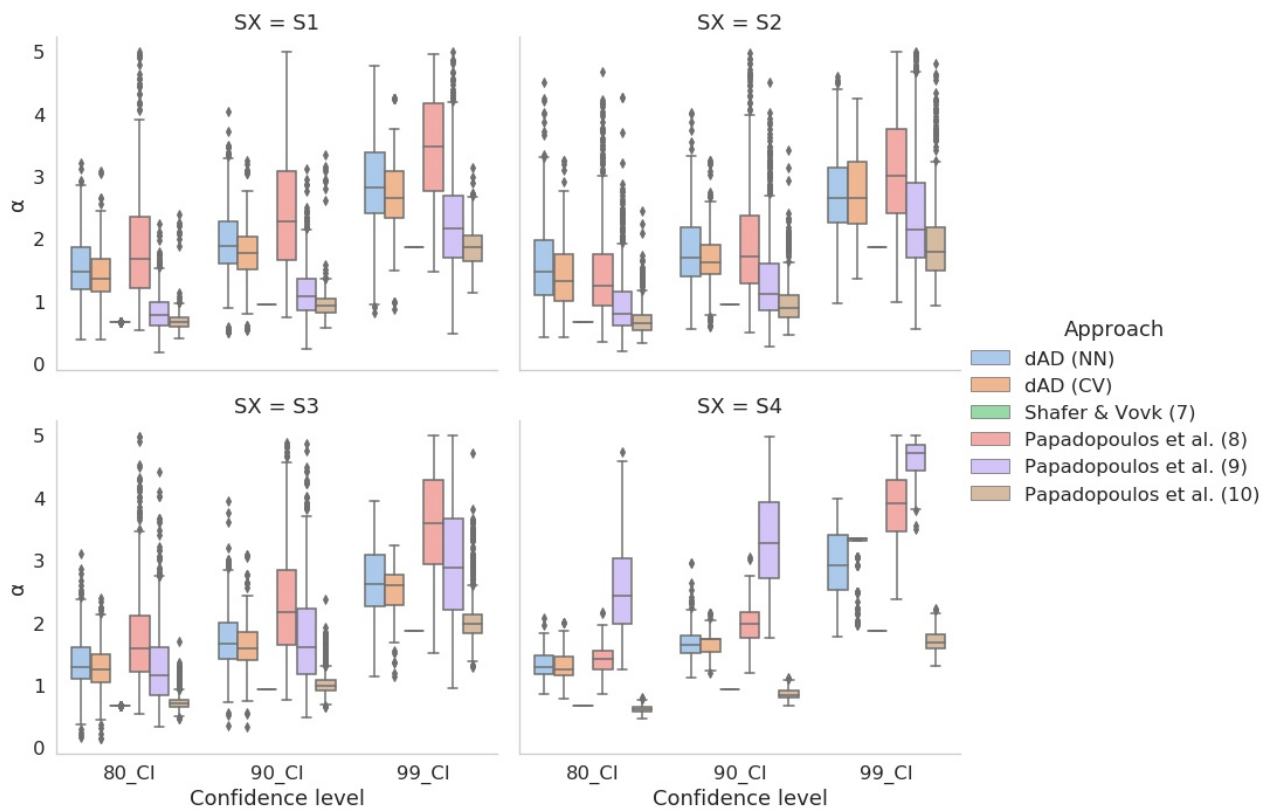 SX = S1
SX = S2
5
4
3
2
1
0
α
SX = S3
SX = S4
5
4
3
2
1
0
α
80_CI
90_CI
99_CI
80_CI
90_CI
99_CI
Confidence level
Confidence level
Approach
dAD (NN)
dAD (CV)
Shafer & Vovk (7)
Papadopoulos et al. (8)
Papadopoulos et al. (9)
Papadopoulos et al. (10)